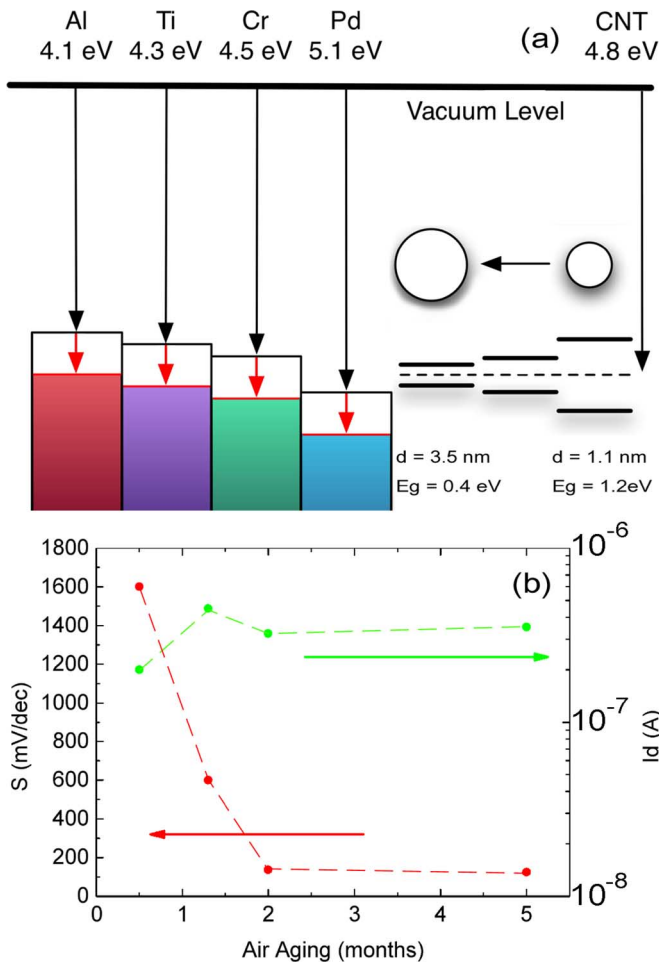 Al Ti Cr Pd (a) CNT
4.1 eV 4.3 eV 4.5 eV 5.1 eV 4.8 eV
Vacuum Level
d = 3.5 nm d = 1.1 nm
Eg = 0.4 eV Eg = 1.2eV
(b)
1800
1600
1400
1200
1000
800
600
400
200
0
S (mV/dec)
10-6
10-7
10-8
Id (A)
0 1 2 3 4 5
Air Aging (months)